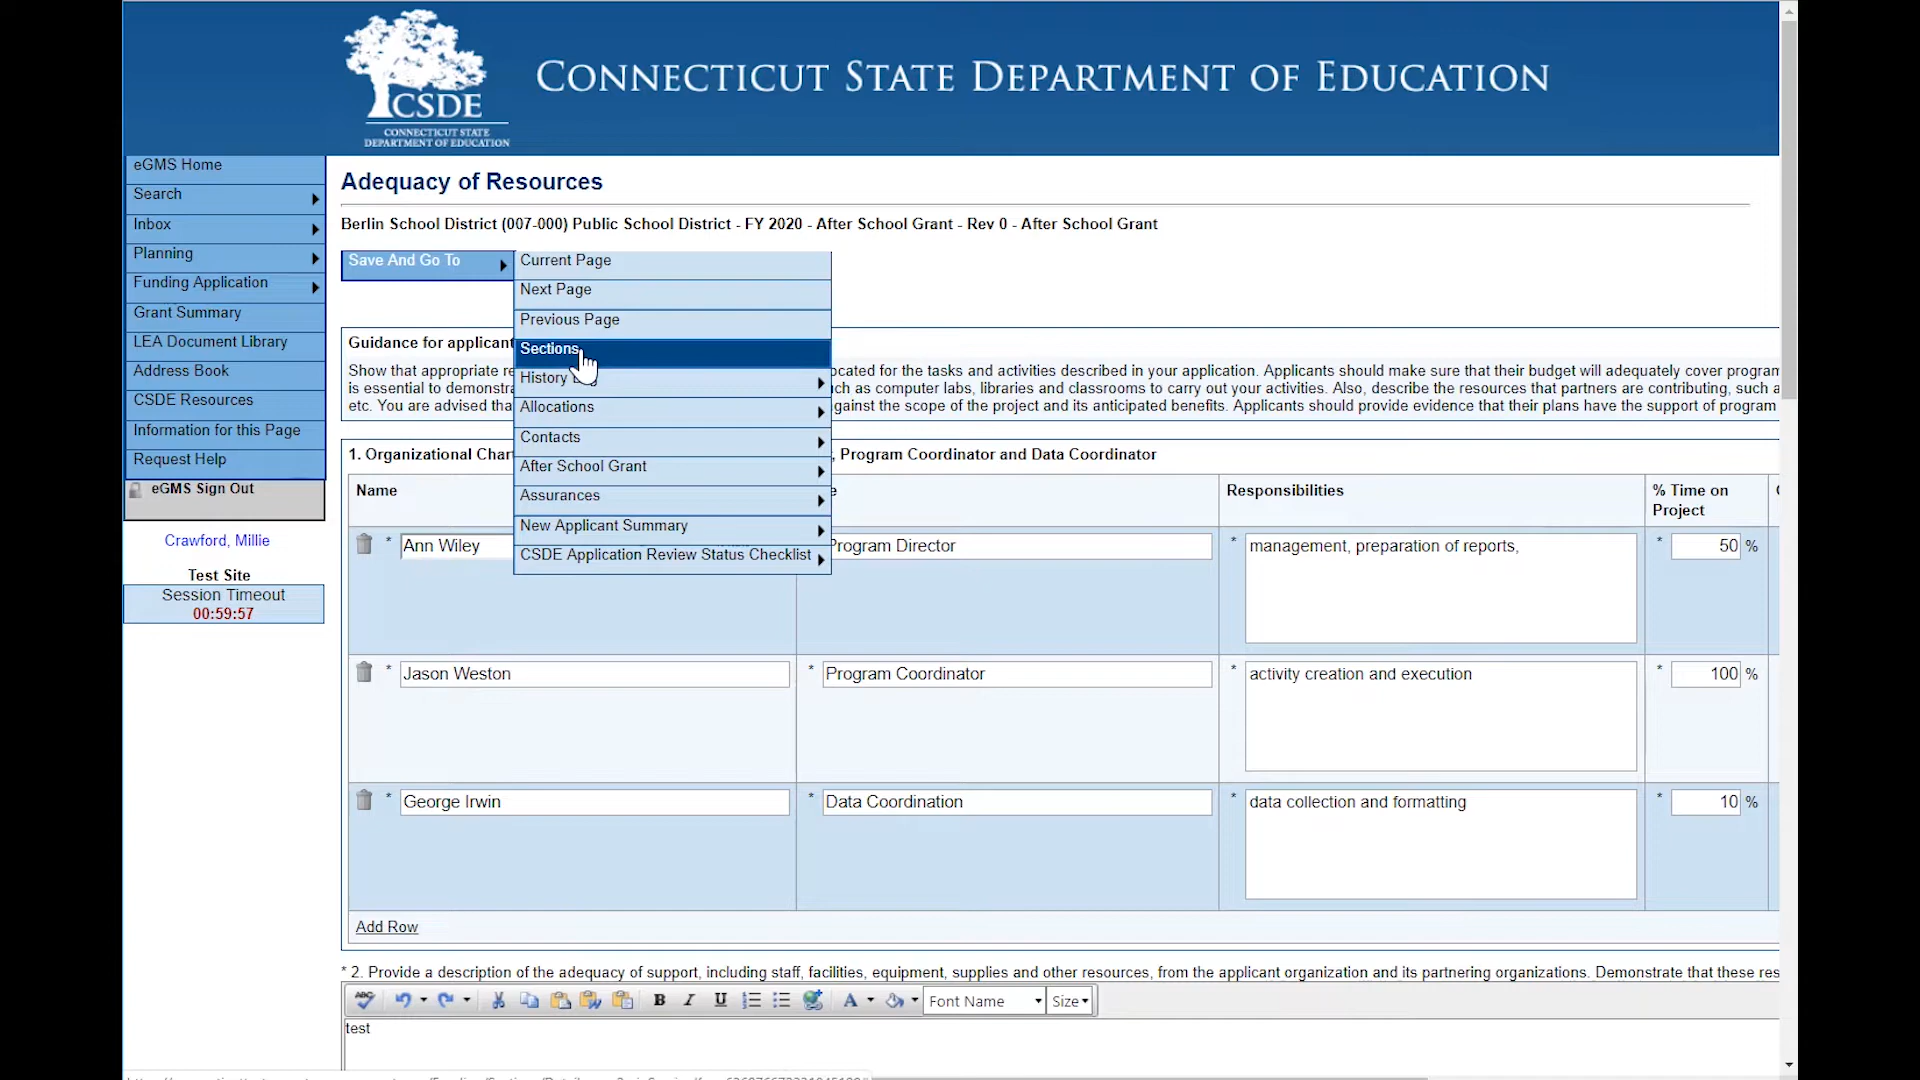 CSDE
CONNECTICUT STATE
DEPARTMENT OF EDUCATION
CONNECTICUT STATE DEPARTMENT OF EDUCATION
eGMS Home
Search
Inbox
Planning
Funding Application
Grant Summary
LEA Document Library
Address Book
CSDE Resources
Information for this Page
Request Help
eGMS Sign Out
Crawford, Millie
Test Site
Session Timeout
00:59:57
Adequacy of Resources
Berlin School District (007-000) Public School District - FY 2020 - After School Grant - Rev 0 - After School Grant
Save And Go To
Current Page
Next Page
Previous Page
Sections
History
Allocations
Contacts
After School Grant
Assurances
New Applicant Summary
CSDE Application Review Status Checklist
Guidance for applicant
Show that appropriate re ocated for the tasks and activities described in your application. Applicants should make sure that their budget will adequately cover program
is essential to demonstra ch as computer labs, libraries and classrooms to carry out your activities. Also, describe the resources that partners are contributing, such a
etc. You are advised tha against the scope of the project and its anticipated benefits. Applicants should provide evidence that their plans have the support of program
1. Organizational Chart , Program Coordinator and Data Coordinator
Name Responsibilities % Time on Project
* Ann Wiley Program Director * management, preparation of reports, * 50 %
* Jason Weston * Program Coordinator * activity creation and execution * 100 %
* George Irwin * Data Coordination * data collection and formatting * 10 %
Add Row
* 2. Provide a description of the adequacy of support, including staff, facilities, equipment, supplies and other resources, from the applicant organization and its partnering organizations. Demonstrate that these res
ABC B I U A Font Name Size
test